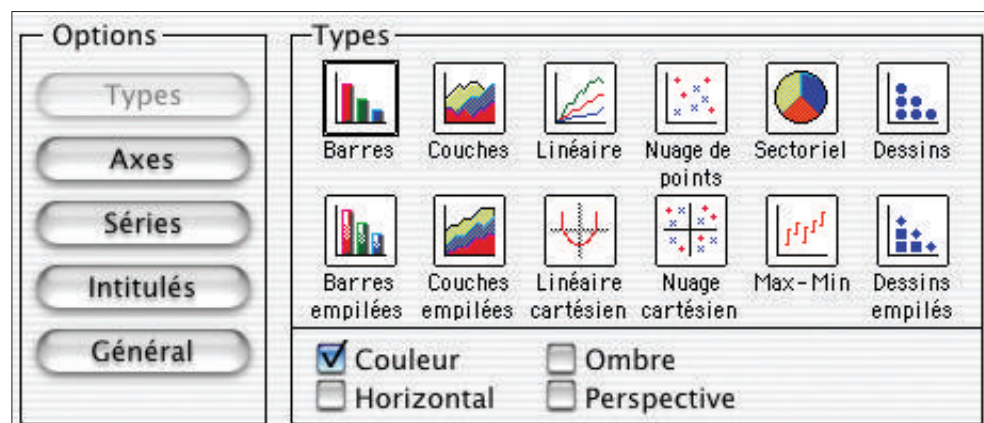 Options
Types
Axes
Séries
Intitulés
Général
Types
Barres
Couches
Linéaire
Nuage de
points
Sectoriel
Dessins
Barres
empilées
Couches
empilées
Linéaire
cartésien
Nuage
cartésien
Max-Min
Dessins
empilés
Couleur
Ombre
Horizontal
Perspective